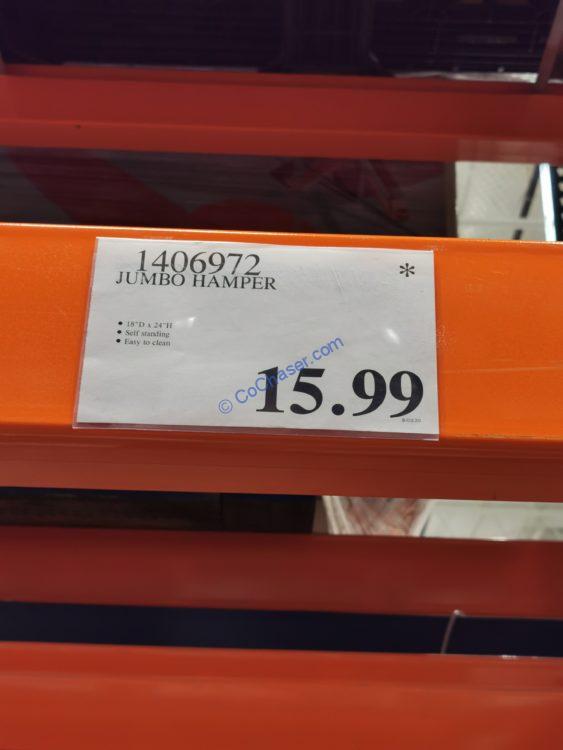 1406972
*
JUMBO HAMPER
• 18"D x 24"H
• Self standing
• Easy to clean
© CoChaser.com
15.99